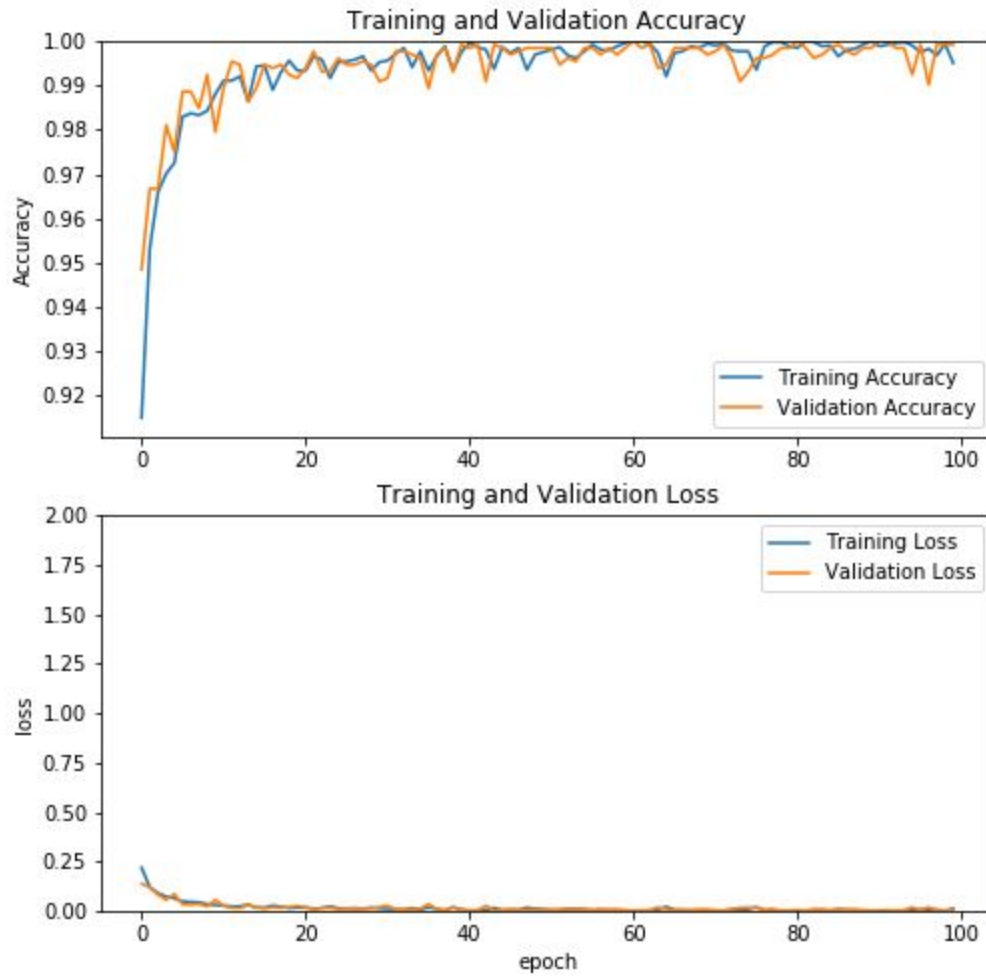 Training and Validation Accuracy
1.00
0.99
0.98
0.97
0.96
0.95
0.94
0.93
0.92
Accuracy
Training Accuracy
Validation Accuracy
0 20 40 60 80 100
Training and Validation Loss
2.00
1.75
1.50
1.25
1.00
0.75
0.50
0.25
0.00
loss
Training Loss
Validation Loss
0 20 40 60 80 100
epoch